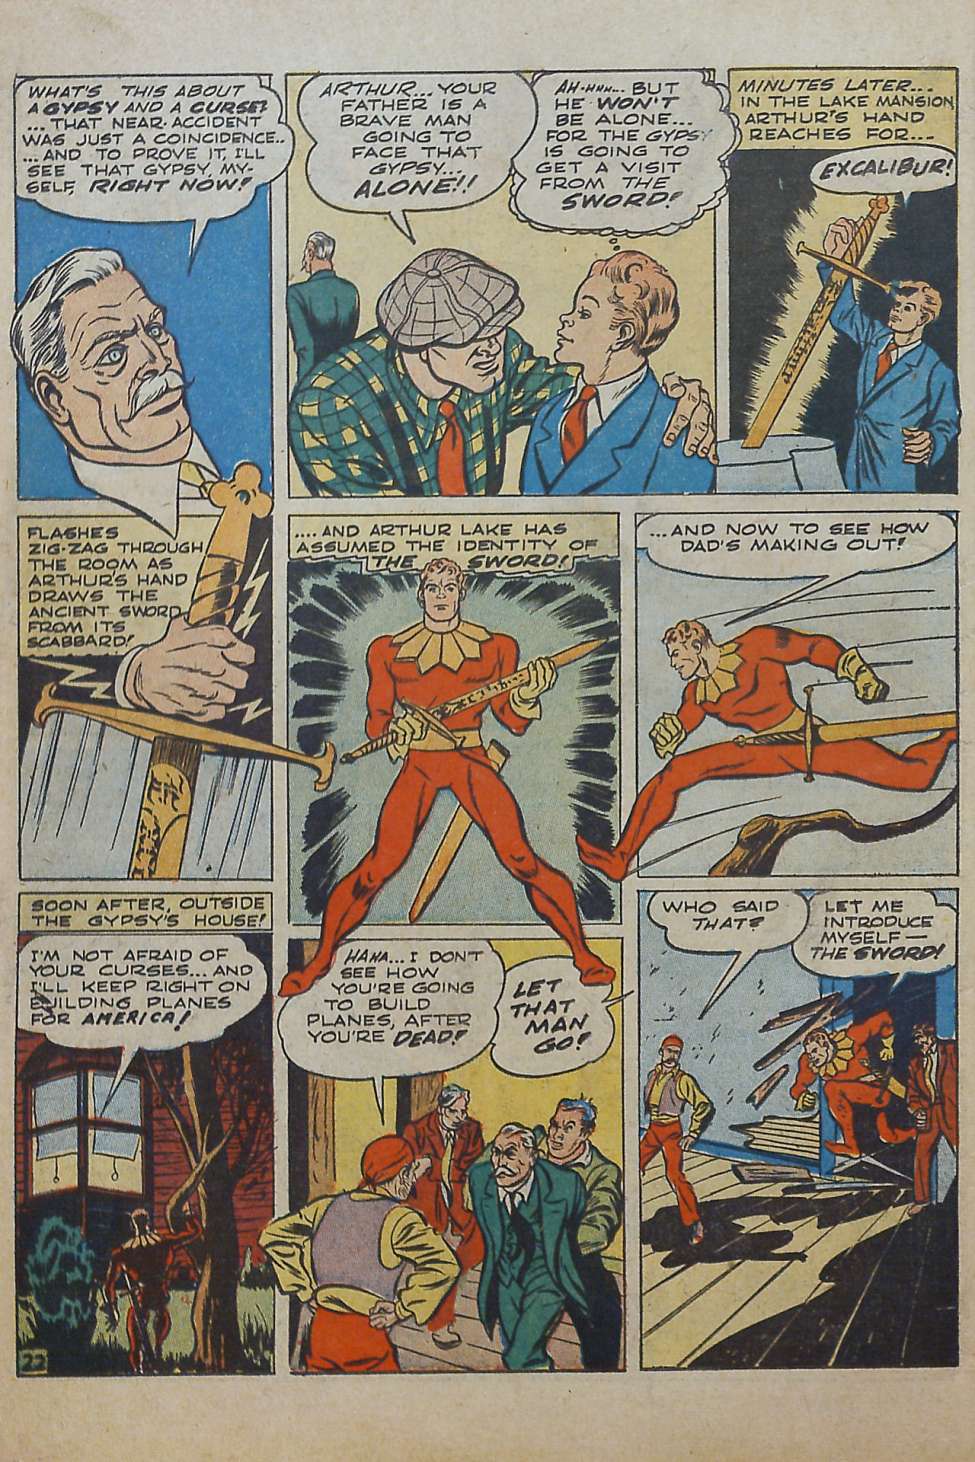 WHAT'S THIS ABOUT
A GYPSY AND A CURSE?
...THAT NEAR-ACCIDENT
WAS JUST A COINCIDENCE..
...AND TO PROVE IT, I'LL
SEE THAT GYPSY, MY-
SELF, RIGHT NOW!
ARTHUR... YOUR
FATHER IS A
BRAVE MAN
GOING TO
FACE THAT
GYPSY...
ALONE!!
AH-HHH... BUT
HE WON'T
BE ALONE...
FOR THE GYPSY
IS GOING TO
GET A VISIT
FROM THE
SWORD!
MINUTES LATER...
IN THE LAKE MANSION,
ARTHUR'S HAND
REACHES FOR...
EXCALIBUR!
FLASHES
ZIG-ZAG THROUGH
THE ROOM AS
ARTHUR'S HAND
DRAWS THE
ANCIENT SWORD
FROM ITS
SCABBARD!
....AND ARTHUR LAKE HAS
ASSUMED THE IDENTITY OF
THE SWORD!
...AND NOW TO SEE HOW
DAD'S MAKING OUT!
SOON AFTER, OUTSIDE
THE GYPSY'S HOUSE!
I'M NOT AFRAID OF
YOUR CURSES... AND
I'LL KEEP RIGHT ON
BUILDING PLANES
FOR AMERICA!
22
HAHA... I DON'T
SEE HOW
YOU'RE GOING
TO BUILD
PLANES, AFTER
YOU'RE DEAD!
LET
THAT
MAN
GO!
WHO SAID
THAT?
LET ME
INTRODUCE
MYSELF—
THE SWORD!